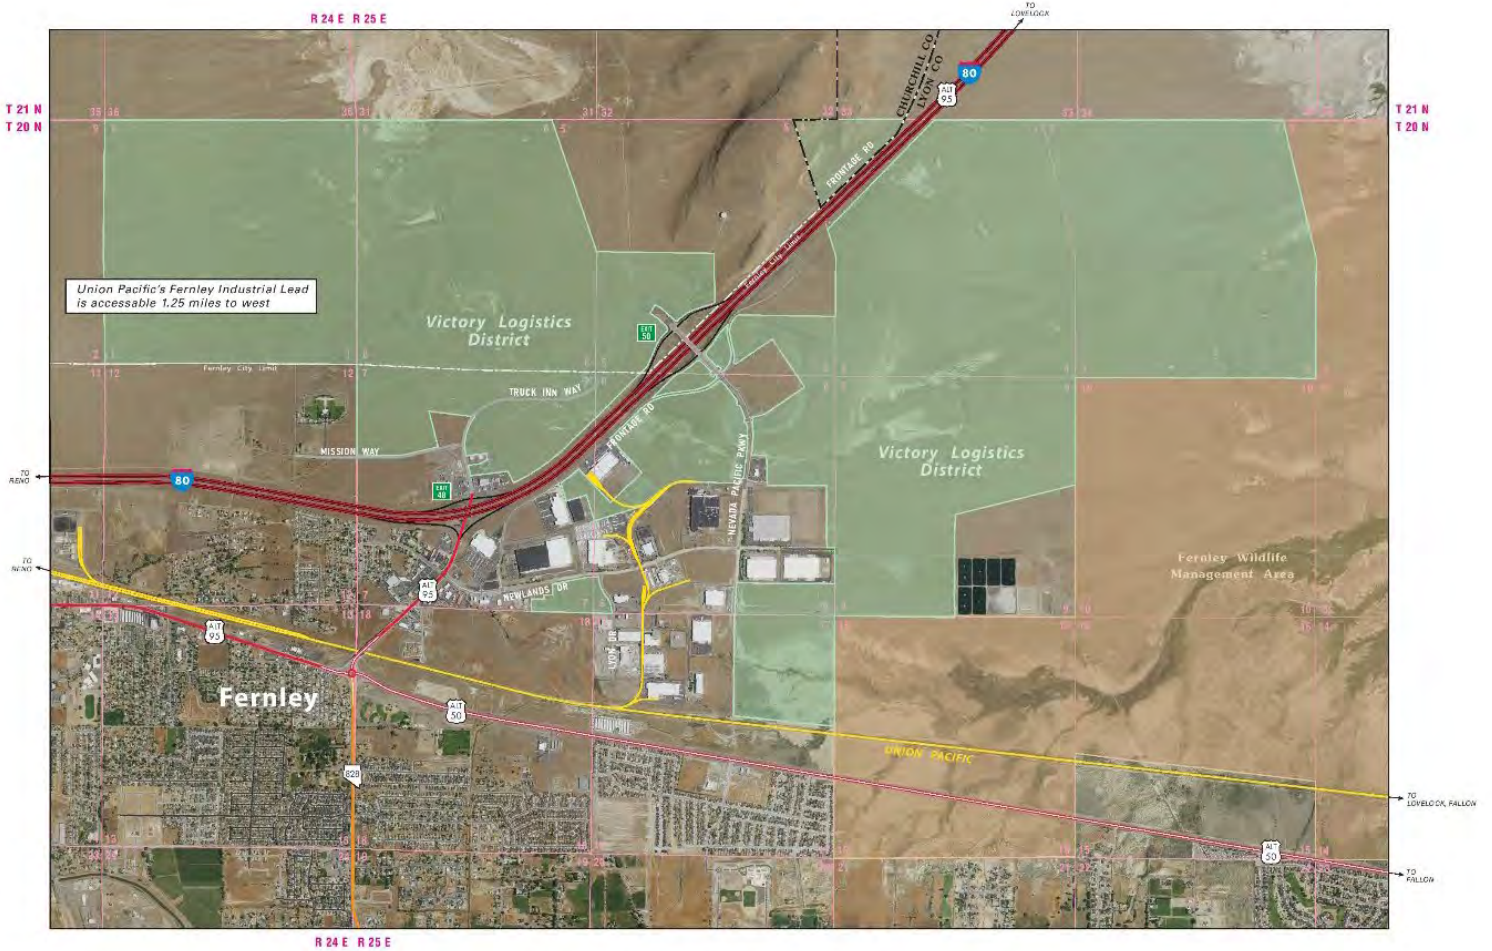 R 24 E R 25 E
TO
LOVELOCK
CHURCHILL CO
LYON CO
80
ALT
95
T 21 N
T 20 N
T 21 N
T 20 N
FRONTAGE RD
Fernley City Limit
Union Pacific's Fernley Industrial Lead
is accessable 1.25 miles to west
Victory Logistics
District
EXIT
50
Fernley City Limit
TRUCK INN WAY
FRONTAGE RD
MISSION WAY
NEVADA PACIFIC PKWY
Victory Logistics
District
TO
RENO
80
EXIT
48
TO
RENO
Fernley Wildlife
Management Area
ALT
95
NEWLANDS DR
ALT
95
LYON DR
Fernley
ALT
50
UNION PACIFIC
828
TO
LOVELOCK, FALLON
ALT
50
TO
FALLON
R 24 E R 25 E